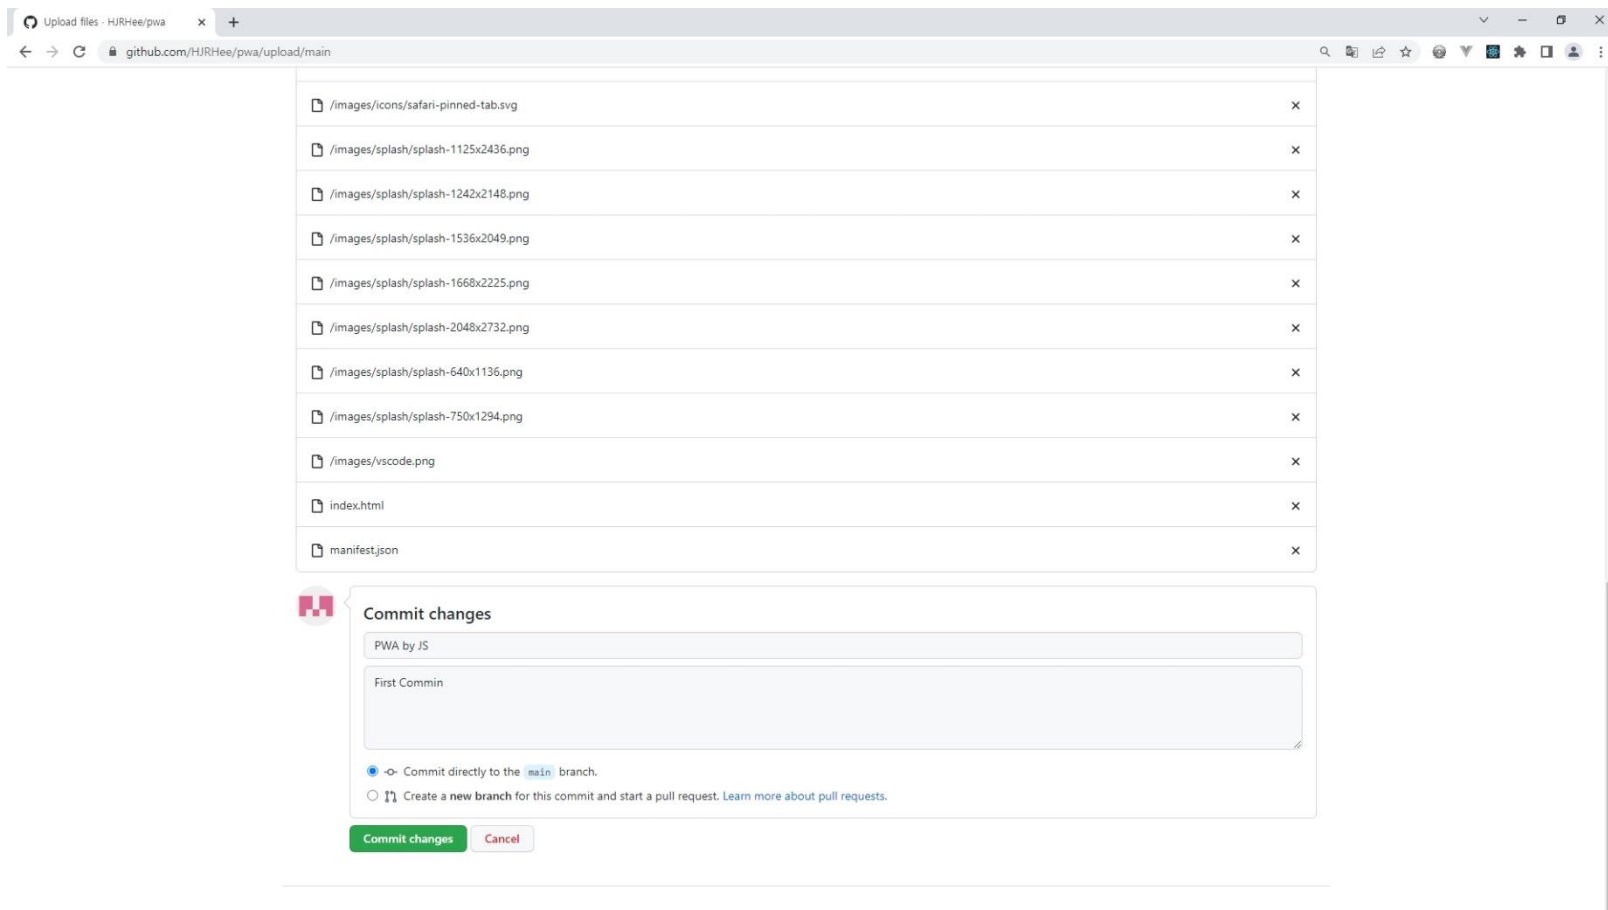 Upload files · HJRHee/pwa
github.com/HJRHee/pwa/upload/main
/images/icons/safari-pinned-tab.svg
/images/splash/splash-1125x2436.png
/images/splash/splash-1242x2148.png
/images/splash/splash-1536x2049.png
/images/splash/splash-1668x2225.png
/images/splash/splash-2048x2732.png
/images/splash/splash-640x1136.png
/images/splash/splash-750x1294.png
/images/vscode.png
index.html
manifest.json
Commit changes
PWA by JS
First Commin
Commit directly to the main branch.
Create a new branch for this commit and start a pull request. Learn more about pull requests.
Commit changes Cancel